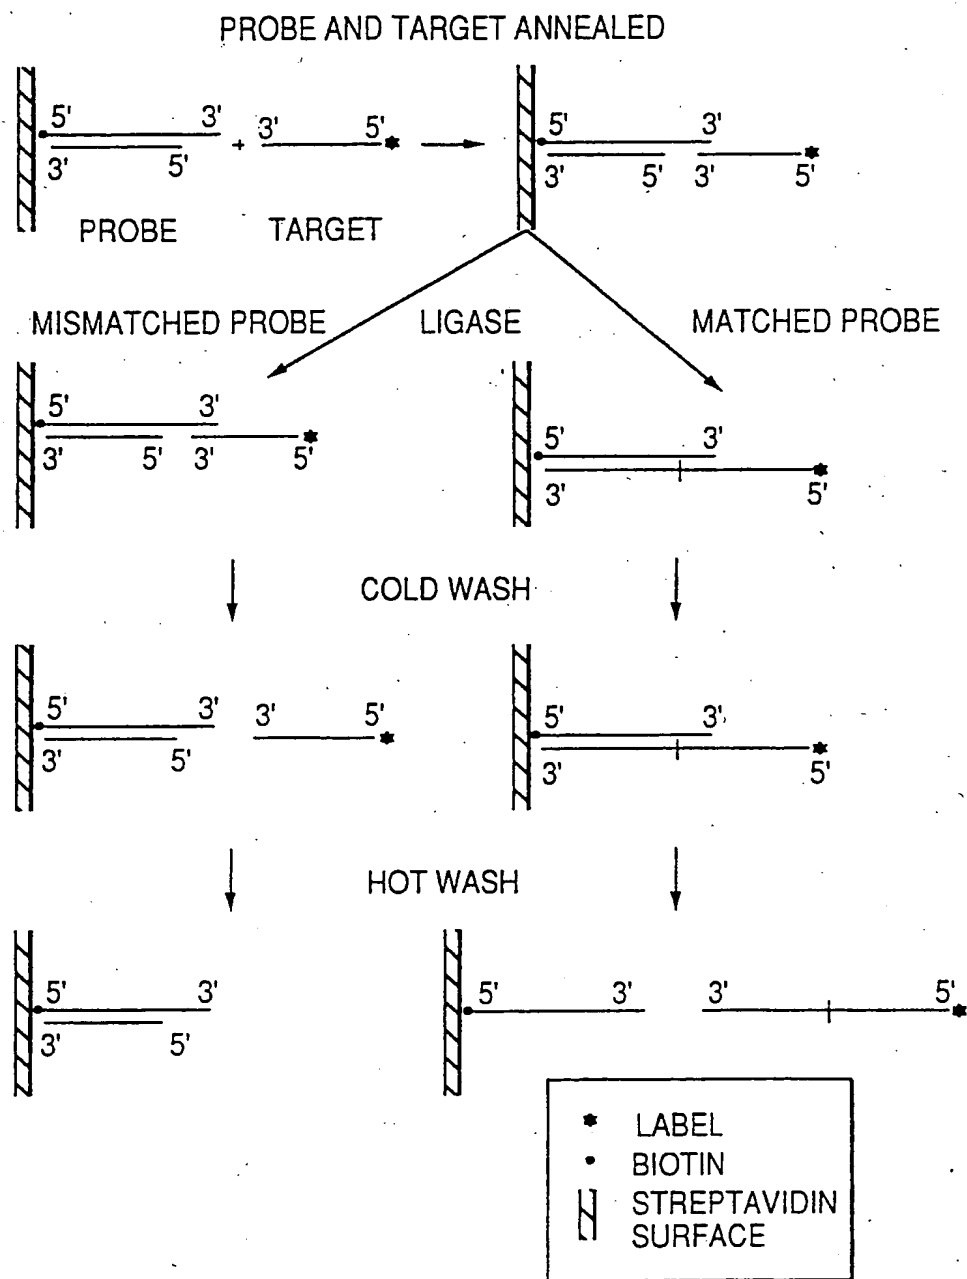 PROBE AND TARGET ANNEALED
5' 3' + 3' 5' 5' 3'
3' 5' 3' 5' 3' 5'
PROBE TARGET
MISMATCHED PROBE LIGASE MATCHED PROBE
5' 3' 5' 3'
3' 5' 3' 5' 3' 5'
COLD WASH
5' 3' 3' 5' 5' 3'
3' 5' 3' 5'
HOT WASH
5' 3' 5' 3' 3' 5'
3' 5'
LABEL
BIOTIN
STREPTAVIDIN
SURFACE